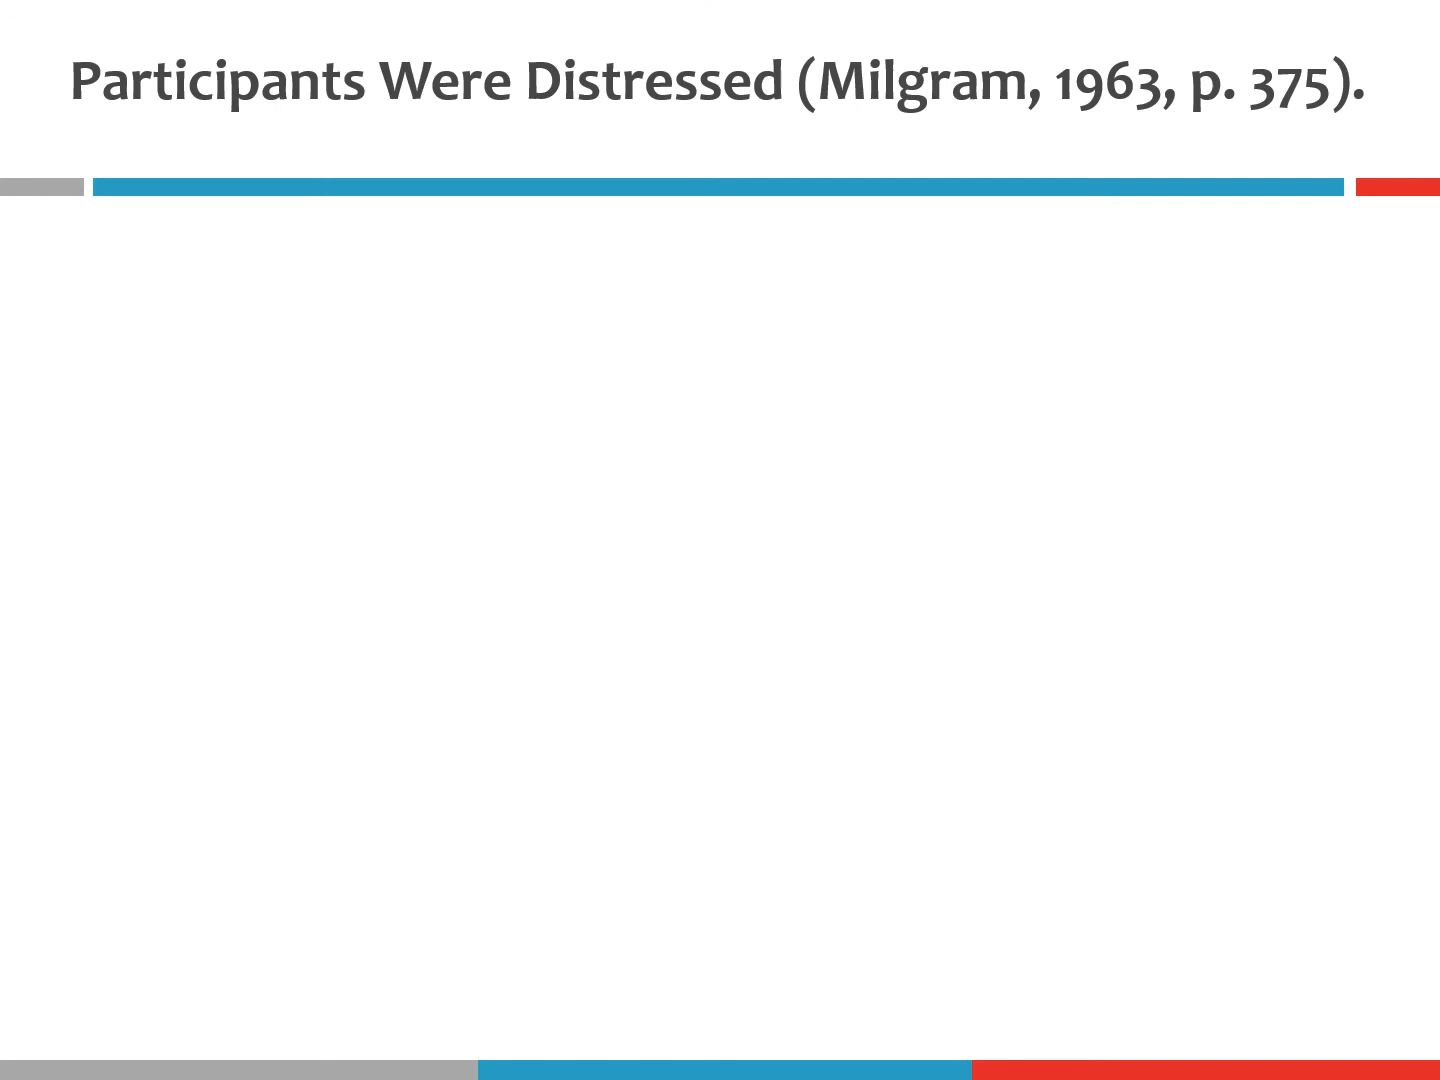 Participants Were Distressed (Milgram, 1963, p. 375).